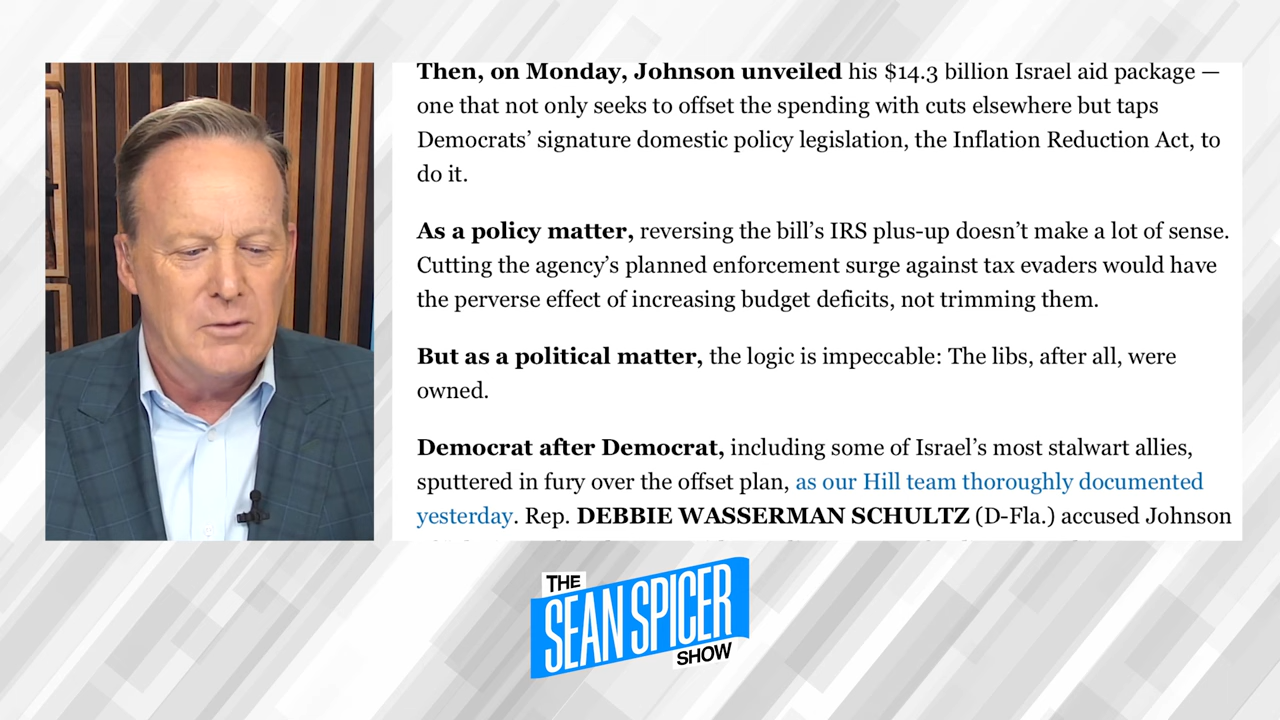 Then, on Monday, Johnson unveiled his $14.3 billion Israel aid package —
one that not only seeks to offset the spending with cuts elsewhere but taps
Democrats’ signature domestic policy legislation, the Inflation Reduction Act, to
do it.
As a policy matter, reversing the bill’s IRS plus-up doesn’t make a lot of sense.
Cutting the agency’s planned enforcement surge against tax evaders would have
the perverse effect of increasing budget deficits, not trimming them.
But as a political matter, the logic is impeccable: The libs, after all, were
owned.
Democrat after Democrat, including some of Israel’s most stalwart allies,
sputtered in fury over the offset plan, as our Hill team thoroughly documented
yesterday. Rep. DEBBIE WASSERMAN SCHULTZ (D-Fla.) accused Johnson
THE
SEAN SPICER
SHOW